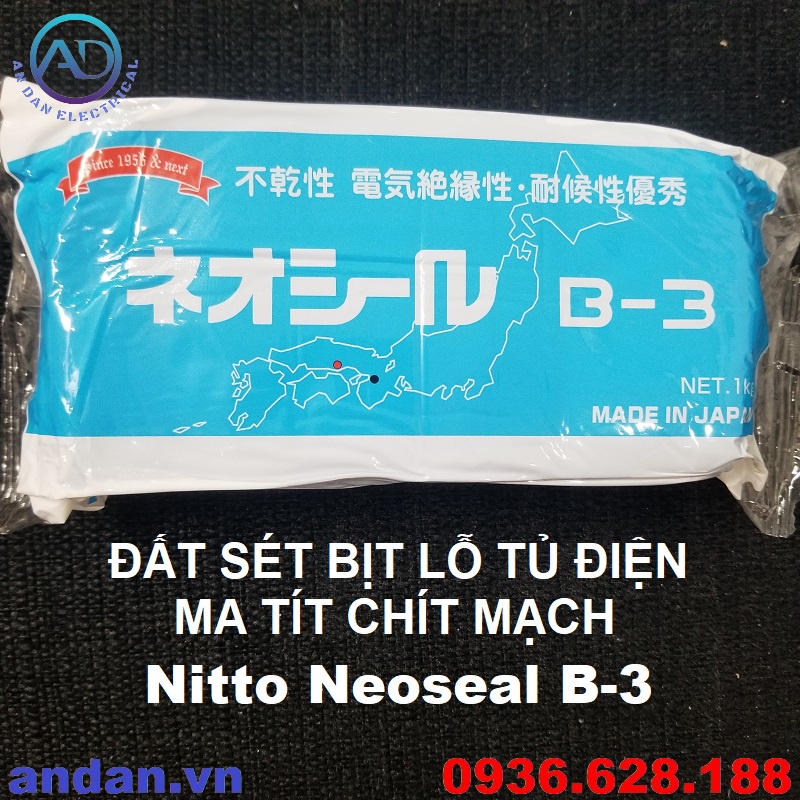 AD
AN DAN ELECTRICAL
Since 1956 & next
不乾性 電気絶縁性・耐候性優秀
ネオシール B-3
NET.1kg
MADE IN JAPAN
ĐẤT SÉT BỊT LỖ TỦ ĐIỆN
MA TÍT CHÍT MẠCH
Nitto Neoseal B-3
andan.vn 0936.628.188